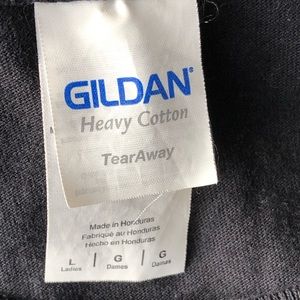 GILDAN®
Heavy Cotton
TearAway
Made in Honduras
Fabriqué au Honduras
Hecho en Honduras
L | G | G
Ladies Dames Damas